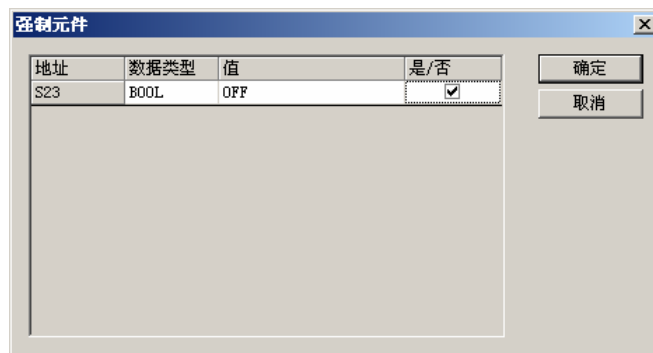 强制元件
地址 数据类型 值 是/否
S23 BOOL OFF
确定
取消